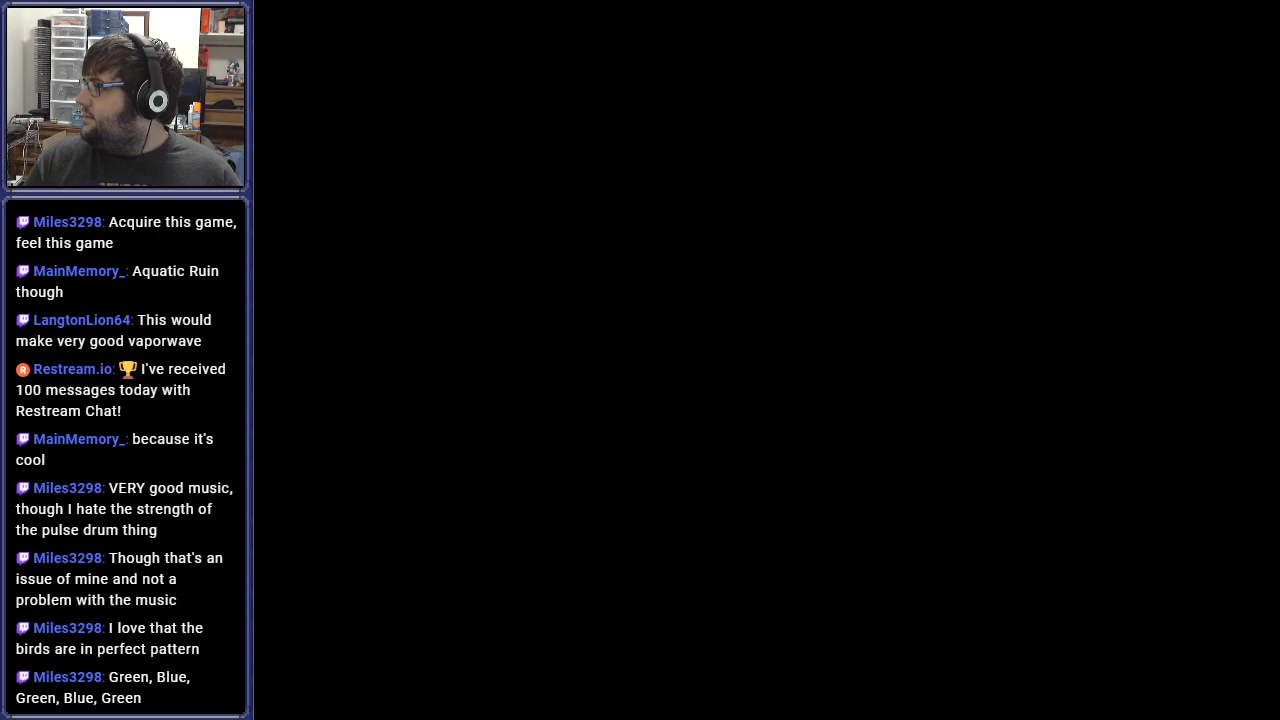 Miles3298: Acquire this game,
feel this game
MainMemory_: Aquatic Ruin
though
LangtonLion64: This would
make very good vaporwave
Restream.io: 🏆 I've received
100 messages today with
Restream Chat!
MainMemory_: because it's
cool
Miles3298: VERY good music,
though I hate the strength of
the pulse drum thing
Miles3298: Though that's an
issue of mine and not a
problem with the music
Miles3298: I love that the
birds are in perfect pattern
Miles3298: Green, Blue,
Green, Blue, Green